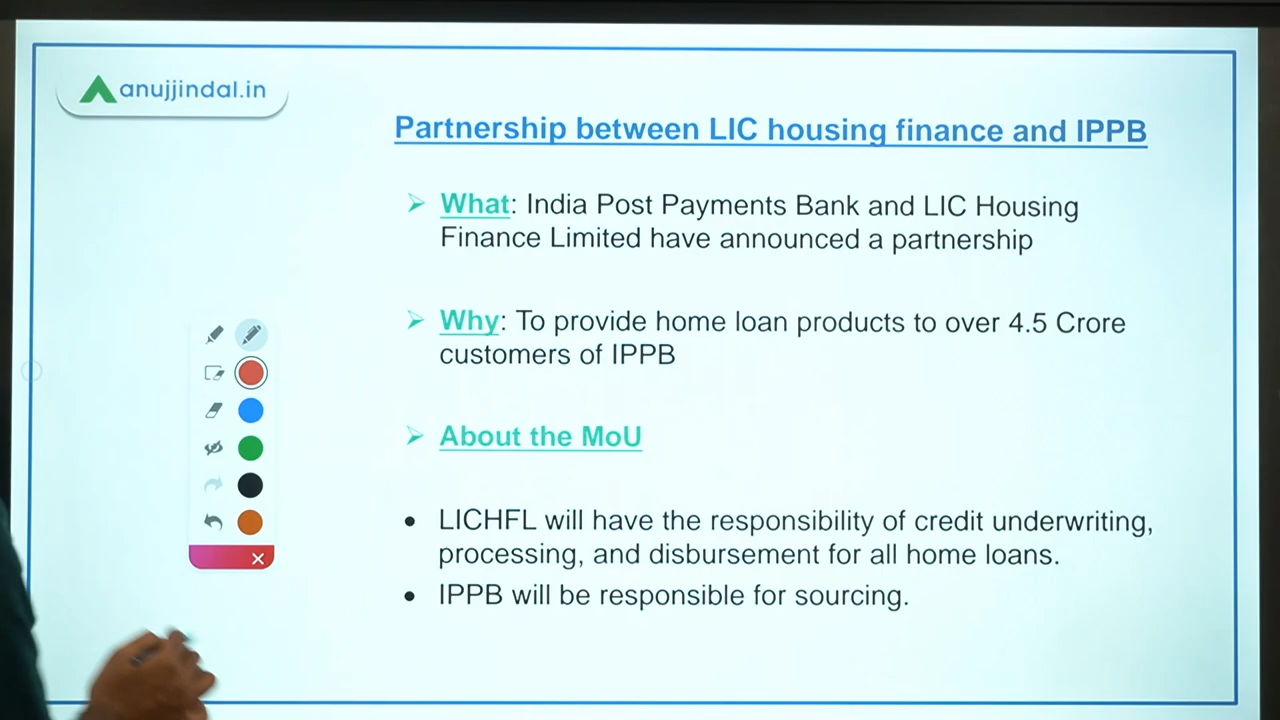 anujjindal.in
Partnership between LIC housing finance and IPPB
What: India Post Payments Bank and LIC Housing
Finance Limited have announced a partnership
Why: To provide home loan products to over 4.5 Crore
customers of IPPB
About the MoU
LICHFL will have the responsibility of credit underwriting,
processing, and disbursement for all home loans.
IPPB will be responsible for sourcing.